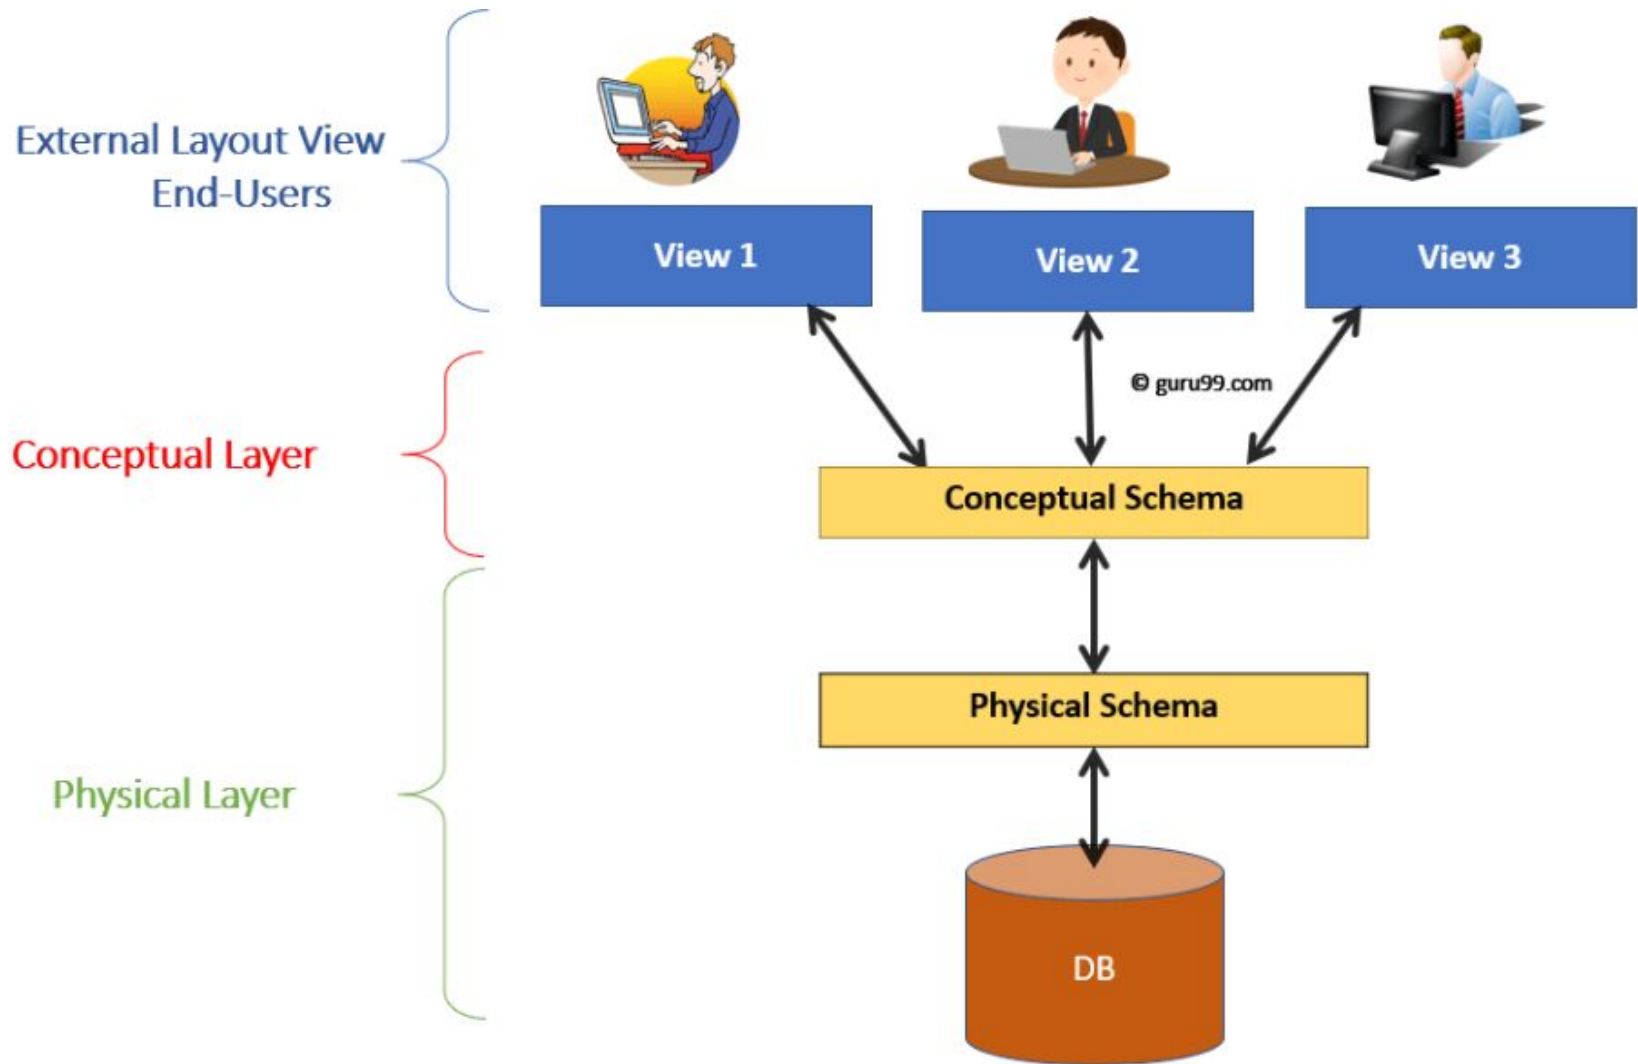 External Layout View
End-Users
View 1
View 2
View 3
© guru99.com
Conceptual Layer
Conceptual Schema
Physical Schema
Physical Layer
DB